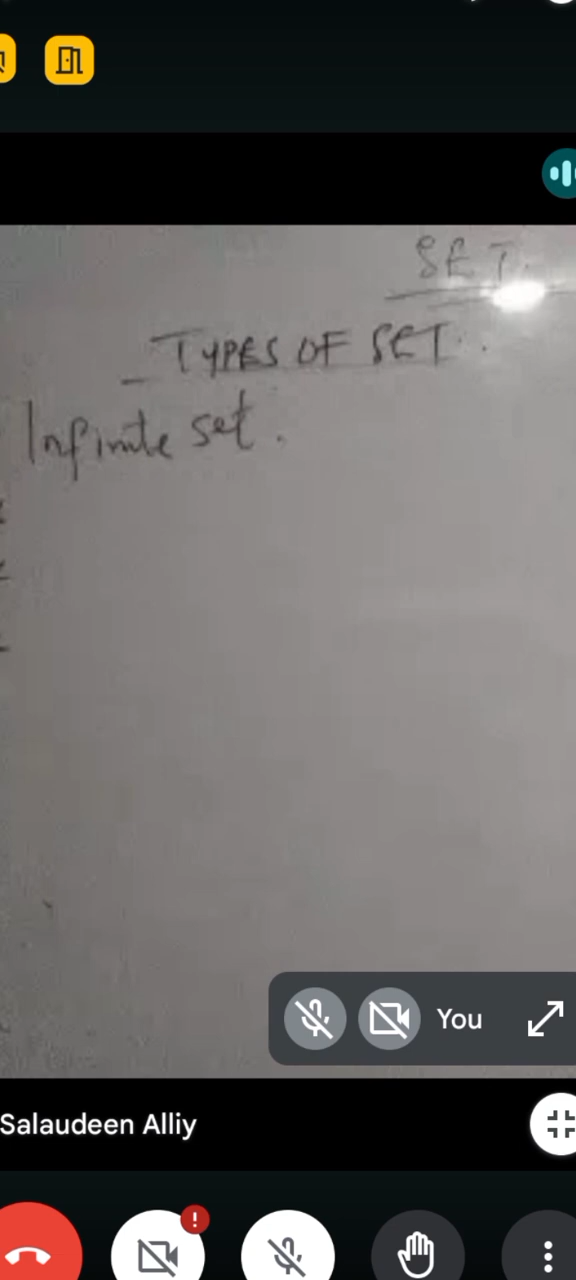 SET
TYPES OF SET.
Infinite set.
You
Salaudeen Alliy